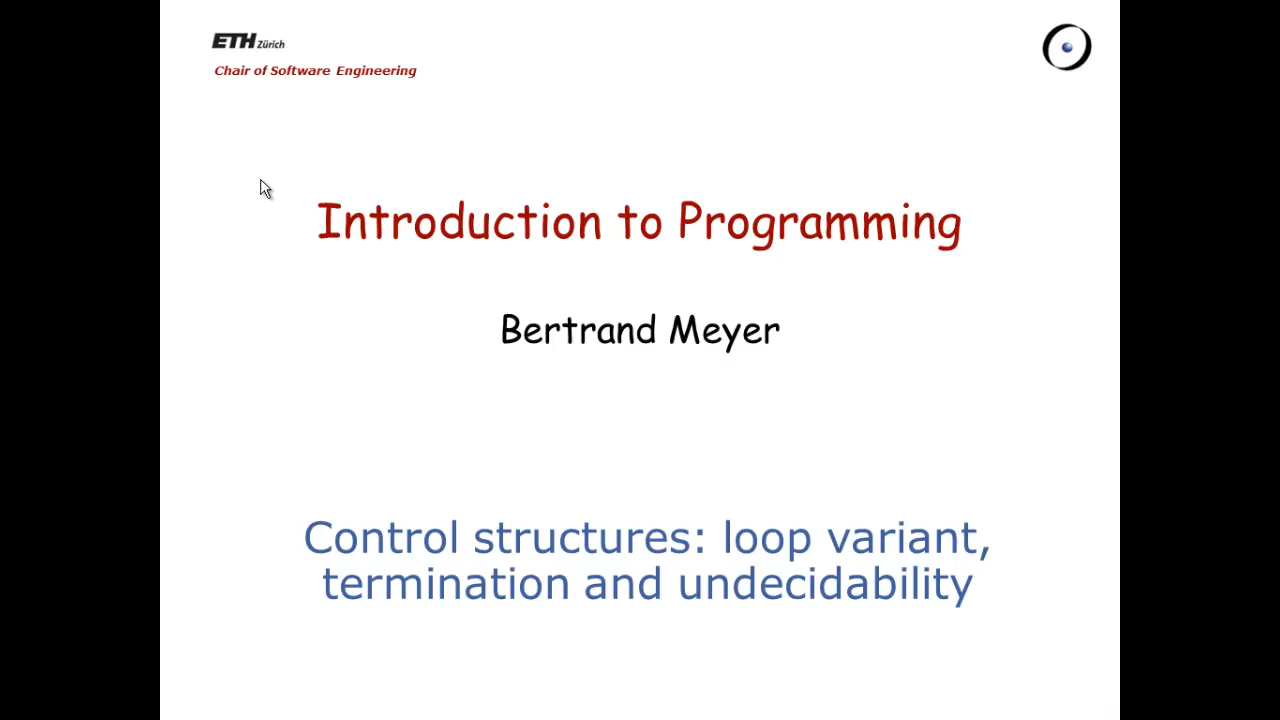 ETH Zürich
Chair of Software Engineering
Introduction to Programming
Bertrand Meyer
Control structures: loop variant,
termination and undecidability